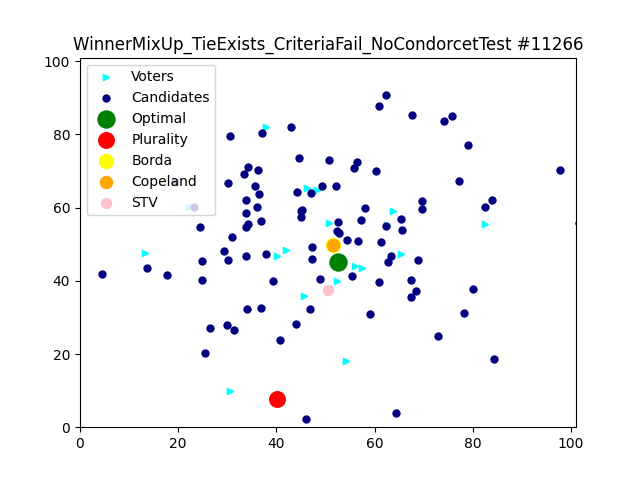 WinnerMixUp_TieExists_CriteriaFail_NoCondorcetTest #11266
100
80
60
40
20
0
Voters
Candidates
Optimal
Plurality
Borda
Copeland
STV
0 20 40 60 80 100